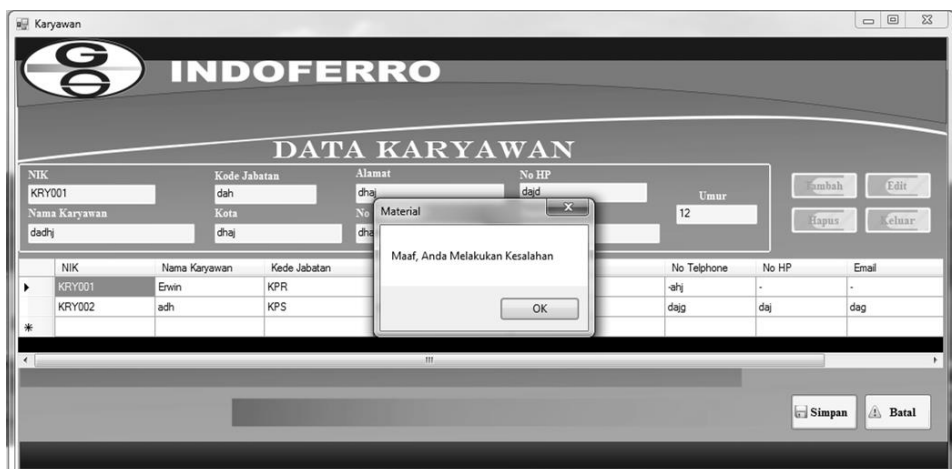 Karyawan
INDOFERRO
DATA KARYAWAN
NIK Kode Jabatan Alamat No HP
KRY001 dah dhaj dajd
Umur
12
Nama Karyawan Kota No
dadhj dhaj dha
Tambah Edit
Hapus Keluar
Material
Maaf, Anda Melakukan Kesalahan
OK
NIK Nama Karyawan Kede Jabatan No Telphone No HP Email
KRY001 Erwin KPR -ahj - -
KRY002 adh KPS dajg daj dag
Simpan Batal